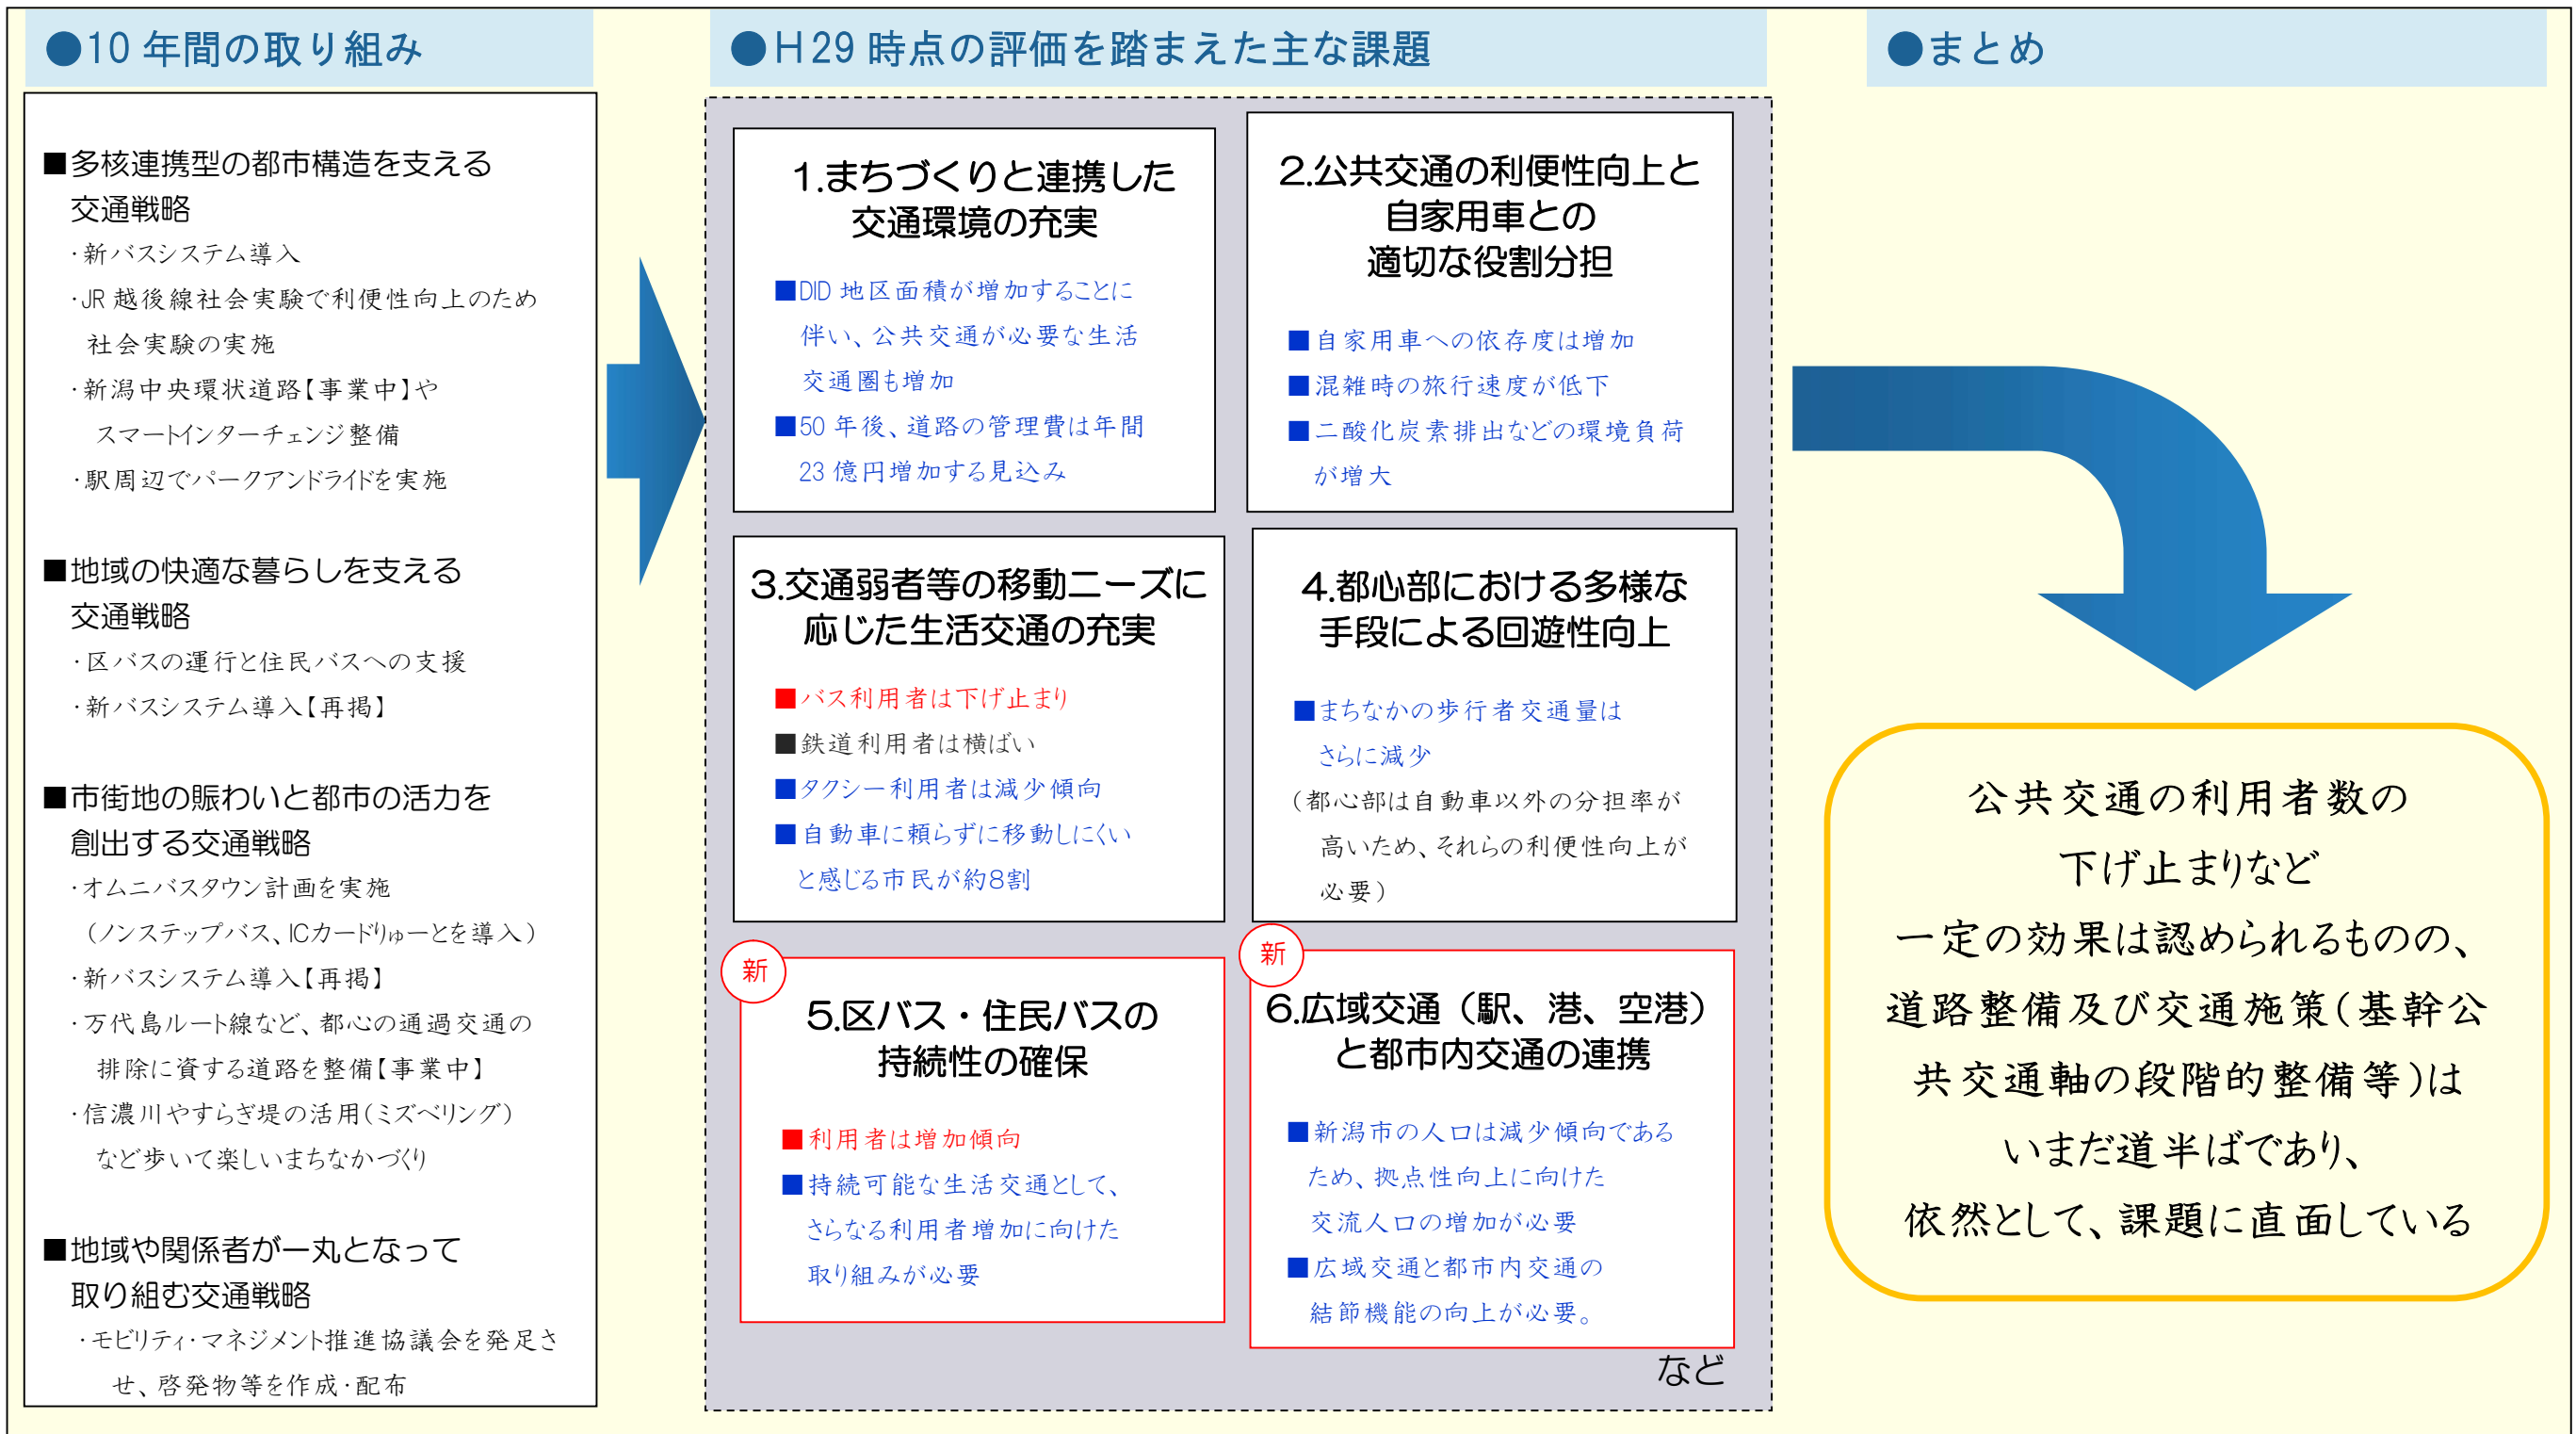 ●10年間の取り組み
■多核連携型の都市構造を支える
交通戦略
・新バスシステム導入
・JR越後線社会実験で利便性向上のため
社会実験の実施
・新潟中央環状道路【事業中】や
スマートインターチェンジ整備
・駅周辺でパークアンドライドを実施
■地域の快適な暮らしを支える
交通戦略
・区バスの運行と住民バスへの支援
・新バスシステム導入【再掲】
■市街地の賑わいと都市の活力を
創出する交通戦略
・オムニバスタウン計画を実施
（ノンステップバス、ICカードりゅーとを導入）
・新バスシステム導入【再掲】
・万代島ルート線など、都心の通過交通の
排除に資する道路を整備【事業中】
・信濃川やすらぎ堤の活用（ミズベリング）
など歩いて楽しいまちなかづくり
■地域や関係者が一丸となって
取り組む交通戦略
・モビリティ・マネジメント推進協議会を発足さ
せ、啓発物等を作成・配布
●H29時点の評価を踏まえた主な課題
1.まちづくりと連携した
交通環境の充実
■DID地区面積が増加することに
伴い、公共交通が必要な生活
交通圏も増加
■50年後、道路の管理費は年間
23億円増加する見込み
2.公共交通の利便性向上と
自家用車との
適切な役割分担
■自家用車への依存度は増加
■混雑時の旅行速度が低下
■二酸化炭素排出などの環境負荷
が増大
3.交通弱者等の移動ニーズに
応じた生活交通の充実
■バス利用者は下げ止まり
■鉄道利用者は横ばい
■タクシー利用者は減少傾向
■自動車に頼らずに移動しにくい
と感じる市民が約8割
4.都心部における多様な
手段による回遊性向上
■まちなかの歩行者交通量は
さらに減少
（都心部は自動車以外の分担率が
高いため、それらの利便性向上が
必要）
新
5.区バス・住民バスの
持続性の確保
■利用者は増加傾向
■持続可能な生活交通として、
さらなる利用者増加に向けた
取り組みが必要
新
6.広域交通（駅、港、空港）
と都市内交通の連携
■新潟市の人口は減少傾向である
ため、拠点性向上に向けた
交流人口の増加が必要
■広域交通と都市内交通の
結節機能の向上が必要。
など
●まとめ
公共交通の利用者数の
下げ止まりなど
一定の効果は認められるものの、
道路整備及び交通施策（基幹公
共交通軸の段階的整備等）は
いまだ道半ばであり、
依然として、課題に直面している